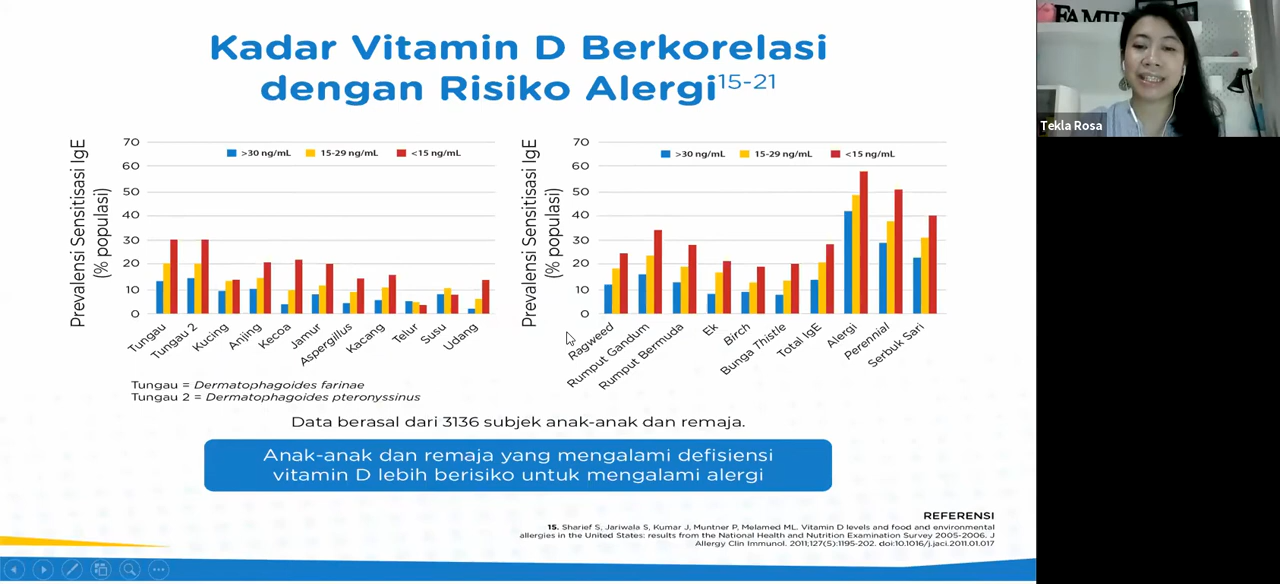 Kadar Vitamin D Berkorelasi
dengan Risiko Alergi15-21
Prevalensi Sensitisasi IgE
(% populasi)
70
60
50
40
30
20
10
0
>30 ng/mL
15-29 ng/mL
<15 ng/mL
Tungau
Tungau 2
Kucing
Anjing
Kecoa
Jamur
Aspergillus
Kacang
Telur
Susu
Udang
Prevalensi Sensitisasi IgE
(% populasi)
70
60
50
40
30
20
10
0
>30 ng/mL
15-29 ng/mL
<15 ng/mL
Ragweed
Rumput Gandum
Rumput Bermuda
Ek
Birch
Bunga Thistle
Total IgE
Alergi
Perennial
Serbuk Sari
Tungau = Dermatophagoides farinae
Tungau 2 = Dermatophagoides pteronyssinus
Data berasal dari 3136 subjek anak-anak dan remaja.
Anak-anak dan remaja yang mengalami defisiensi
vitamin D lebih berisiko untuk mengalami alergi
REFERENSI
15. Sharief S, Jariwala S, Kumar J, Muntner P, Melamed ML. Vitamin D levels and food and environmental
allergies in the United States: results from the National Health and Nutrition Examination Survey 2005-2006. J
Allergy Clin Immunol. 2011;127(5):1195-202. doi:10.1016/j.jaci.2011.01.017
FAMILY
Tekla Rosa